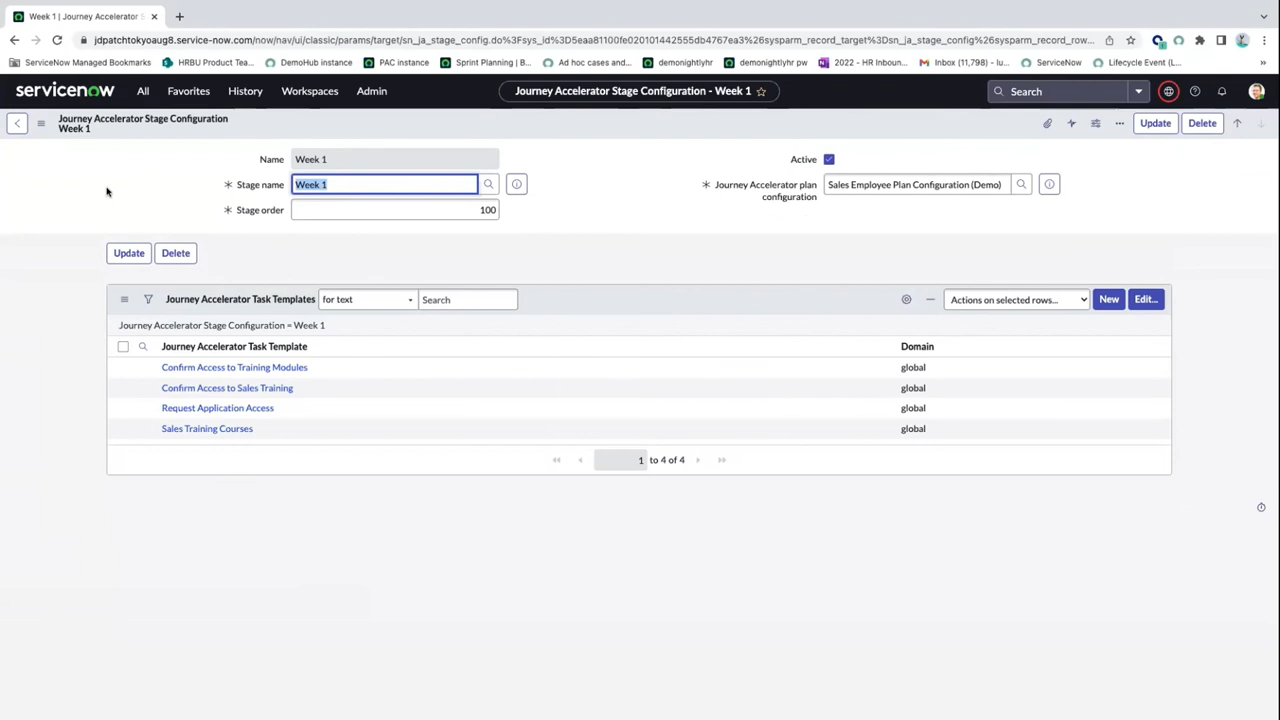 Week 1 | Journey Accelerator S
jdpatchtokyoaug8.service-now.com/now/nav/ui/classic/params/target/sn_ja_stage_config.do%3Fsys_id%3D5eaa81100fe020101442555db4767ea3%26sysparm_record_target%3Dsn_ja_stage_config%26sysparm_record_row...
ServiceNow Managed Bookmarks HRBU Product Tea... DemoHub instance PAC instance Sprint Planning | B... Ad hoc cases and... demonightlyhr demonightlyhr pw 2022 - HR Inboun... Inbox (11,798) - lu... ServiceNow Lifecycle Event (L... »
servicenow All Favorites History Workspaces Admin Journey Accelerator Stage Configuration - Week 1 Search
Journey Accelerator Stage Configuration
Week 1
Update Delete
Name Week 1 Active
Stage name Week 1 Journey Accelerator plan configuration Sales Employee Plan Configuration (Demo)
Stage order 100
Update Delete
Journey Accelerator Task Templates for text Search Actions on selected rows... New Edit...
Journey Accelerator Stage Configuration = Week 1
Journey Accelerator Task Template Domain
Confirm Access to Training Modules global
Confirm Access to Sales Training global
Request Application Access global
Sales Training Courses global
1 to 4 of 4